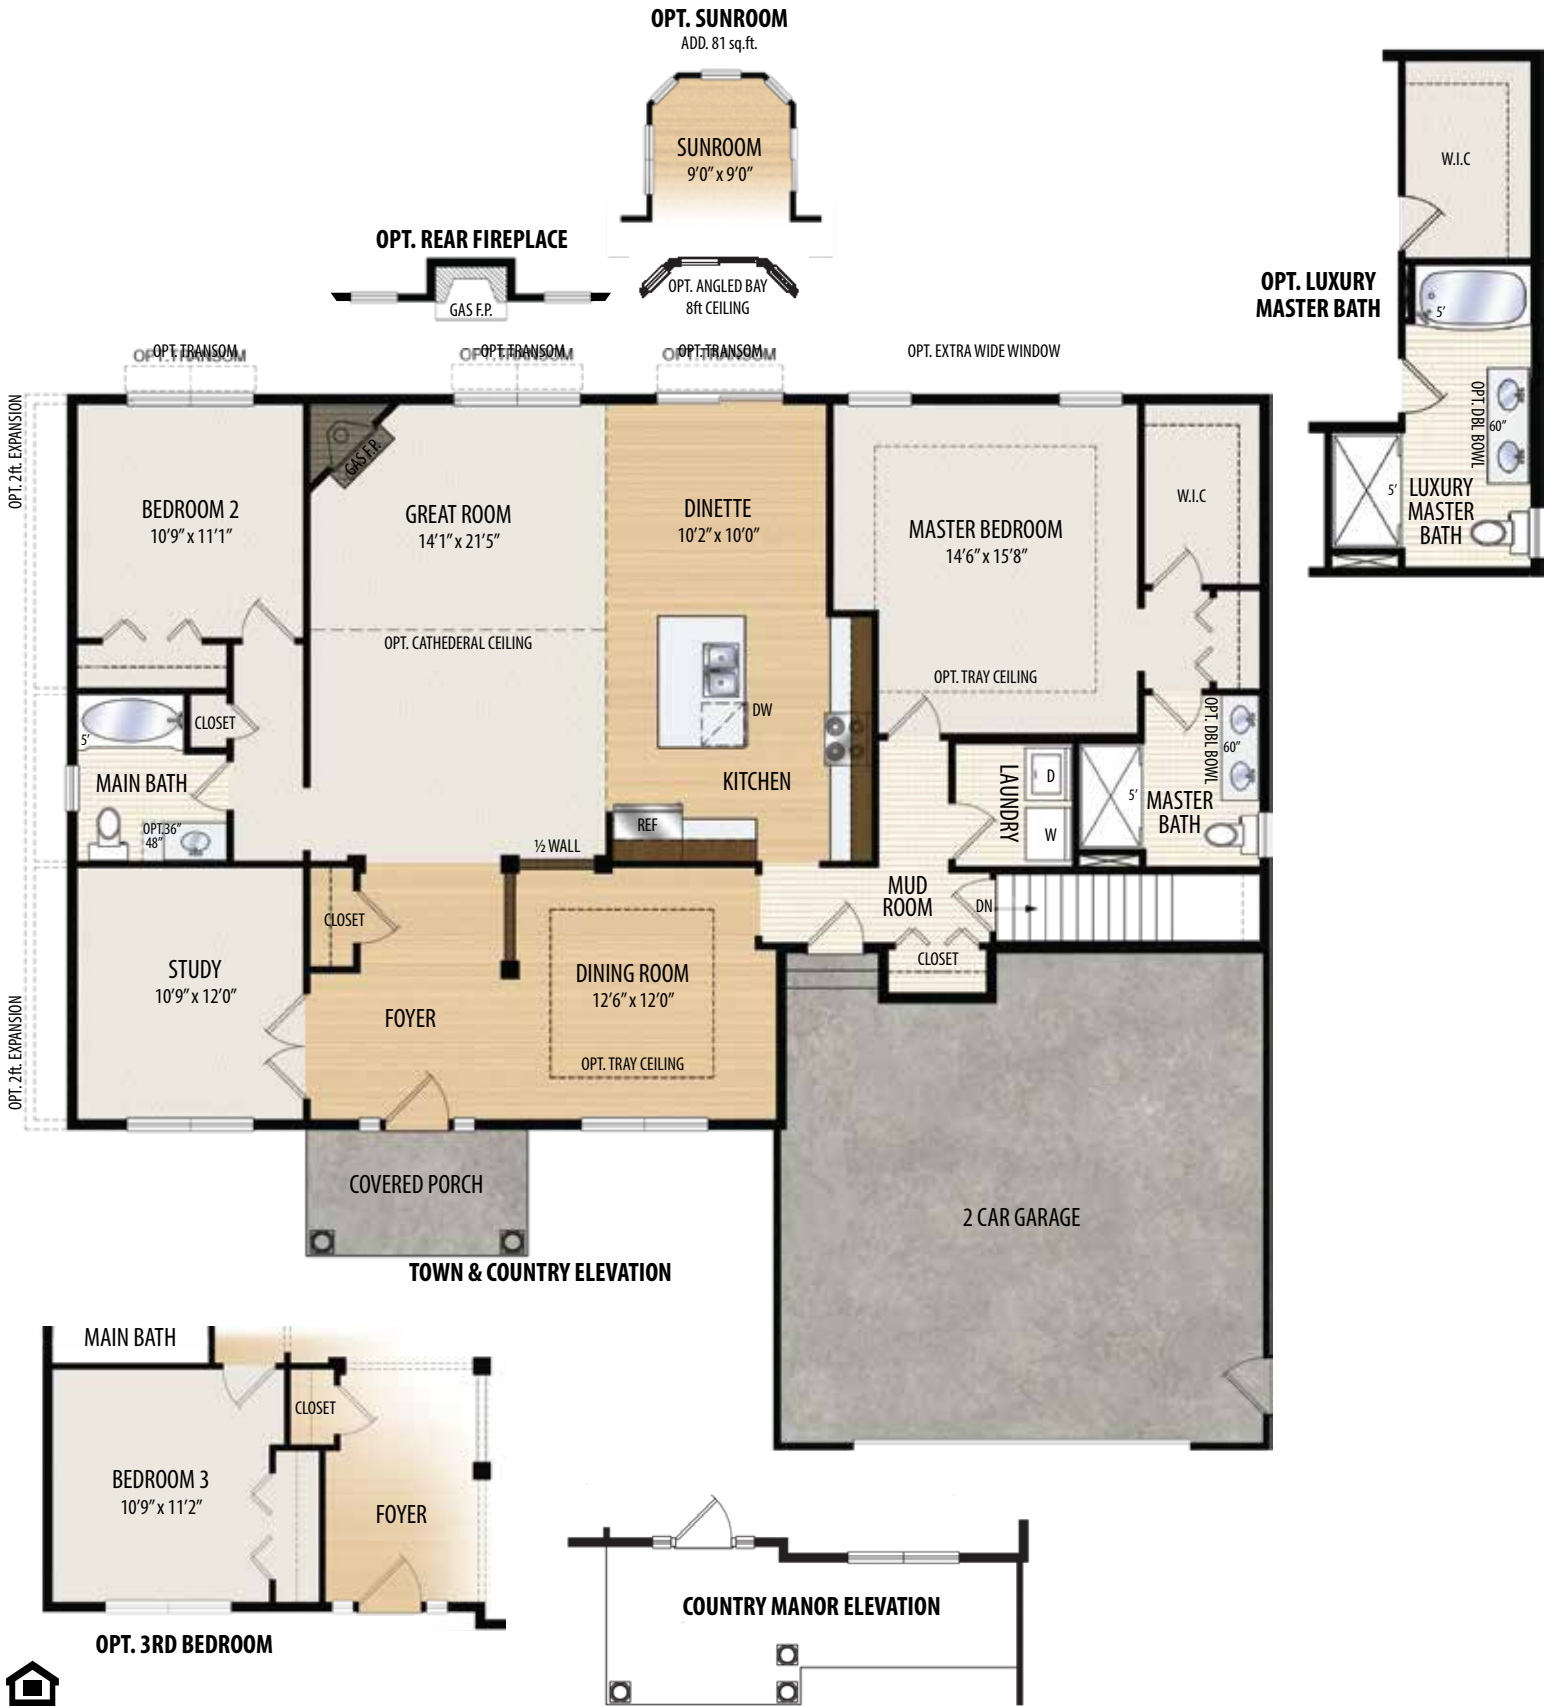 OPT. SUNROOM
ADD. 81 sq.ft.
SUNROOM
9'0" x 9'0"
W.I.C
OPT. REAR FIREPLACE
GAS F.P.
OPT. ANGLED BAY
8ft CEILING
OPT. LUXURY
MASTER BATH
5'
OPT. DBL BOWL
60"
5'
LUXURY
MASTER
BATH
OPT. TRANSOM
OPT. TRANSOM
OPT. TRANSOM
OPT. TRANSOM
OPT. TRANSOM
OPT. TRANSOM
OPT. EXTRA WIDE WINDOW
OPT. 2ft. EXPANSION
GAS F.P.
BEDROOM 2
10'9" x 11'1"
GREAT ROOM
14'1" x 21'5"
DINETTE
10'2" x 10'0"
MASTER BEDROOM
14'6" x 15'8"
W.I.C
OPT. CATHEDERAL CEILING
OPT. TRAY CEILING
CLOSET
5'
DW
OPT. DBL BOWL
60"
MAIN BATH
KITCHEN
LAUNDRY
D
W
5'
MASTER
BATH
OPT.36"
48"
REF
½ WALL
MUD
ROOM
DN
CLOSET
CLOSET
STUDY
10'9" x 12'0"
DINING ROOM
12'6" x 12'0"
FOYER
OPT. TRAY CEILING
OPT. 2ft. EXPANSION
COVERED PORCH
2 CAR GARAGE
TOWN & COUNTRY ELEVATION
MAIN BATH
CLOSET
BEDROOM 3
10'9" x 11'2"
FOYER
COUNTRY MANOR ELEVATION
OPT. 3RD BEDROOM